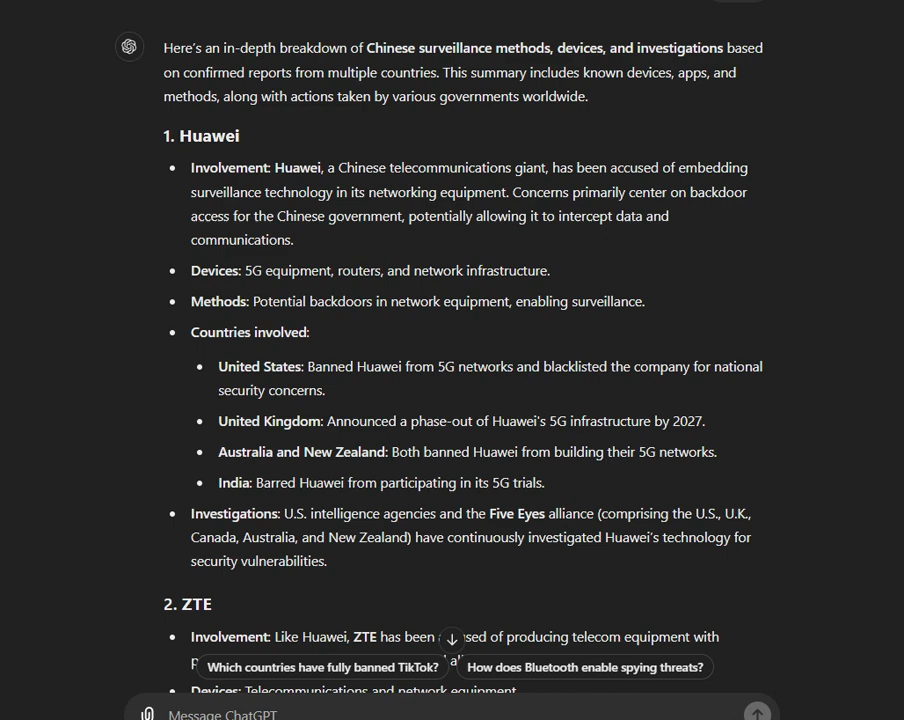 Here's an in-depth breakdown of Chinese surveillance methods, devices, and investigations based
on confirmed reports from multiple countries. This summary includes known devices, apps, and
methods, along with actions taken by various governments worldwide.
1. Huawei
• Involvement: Huawei, a Chinese telecommunications giant, has been accused of embedding
surveillance technology in its networking equipment. Concerns primarily center on backdoor
access for the Chinese government, potentially allowing it to intercept data and
communications.
• Devices: 5G equipment, routers, and network infrastructure.
• Methods: Potential backdoors in network equipment, enabling surveillance.
• Countries involved:
• United States: Banned Huawei from 5G networks and blacklisted the company for national
security concerns.
• United Kingdom: Announced a phase-out of Huawei's 5G infrastructure by 2027.
• Australia and New Zealand: Both banned Huawei from building their 5G networks.
• India: Barred Huawei from participating in its 5G trials.
• Investigations: U.S. intelligence agencies and the Five Eyes alliance (comprising the U.S., U.K.,
Canada, Australia, and New Zealand) have continuously investigated Huawei's technology for
security vulnerabilities.
2. ZTE
• Involvement: Like Huawei, ZTE has been sed of producing telecom equipment with
Which countries have fully banned TikTok? How does Bluetooth enable spying threats?
• Devices: Telecommunications and network equipment.
Message ChatGPT